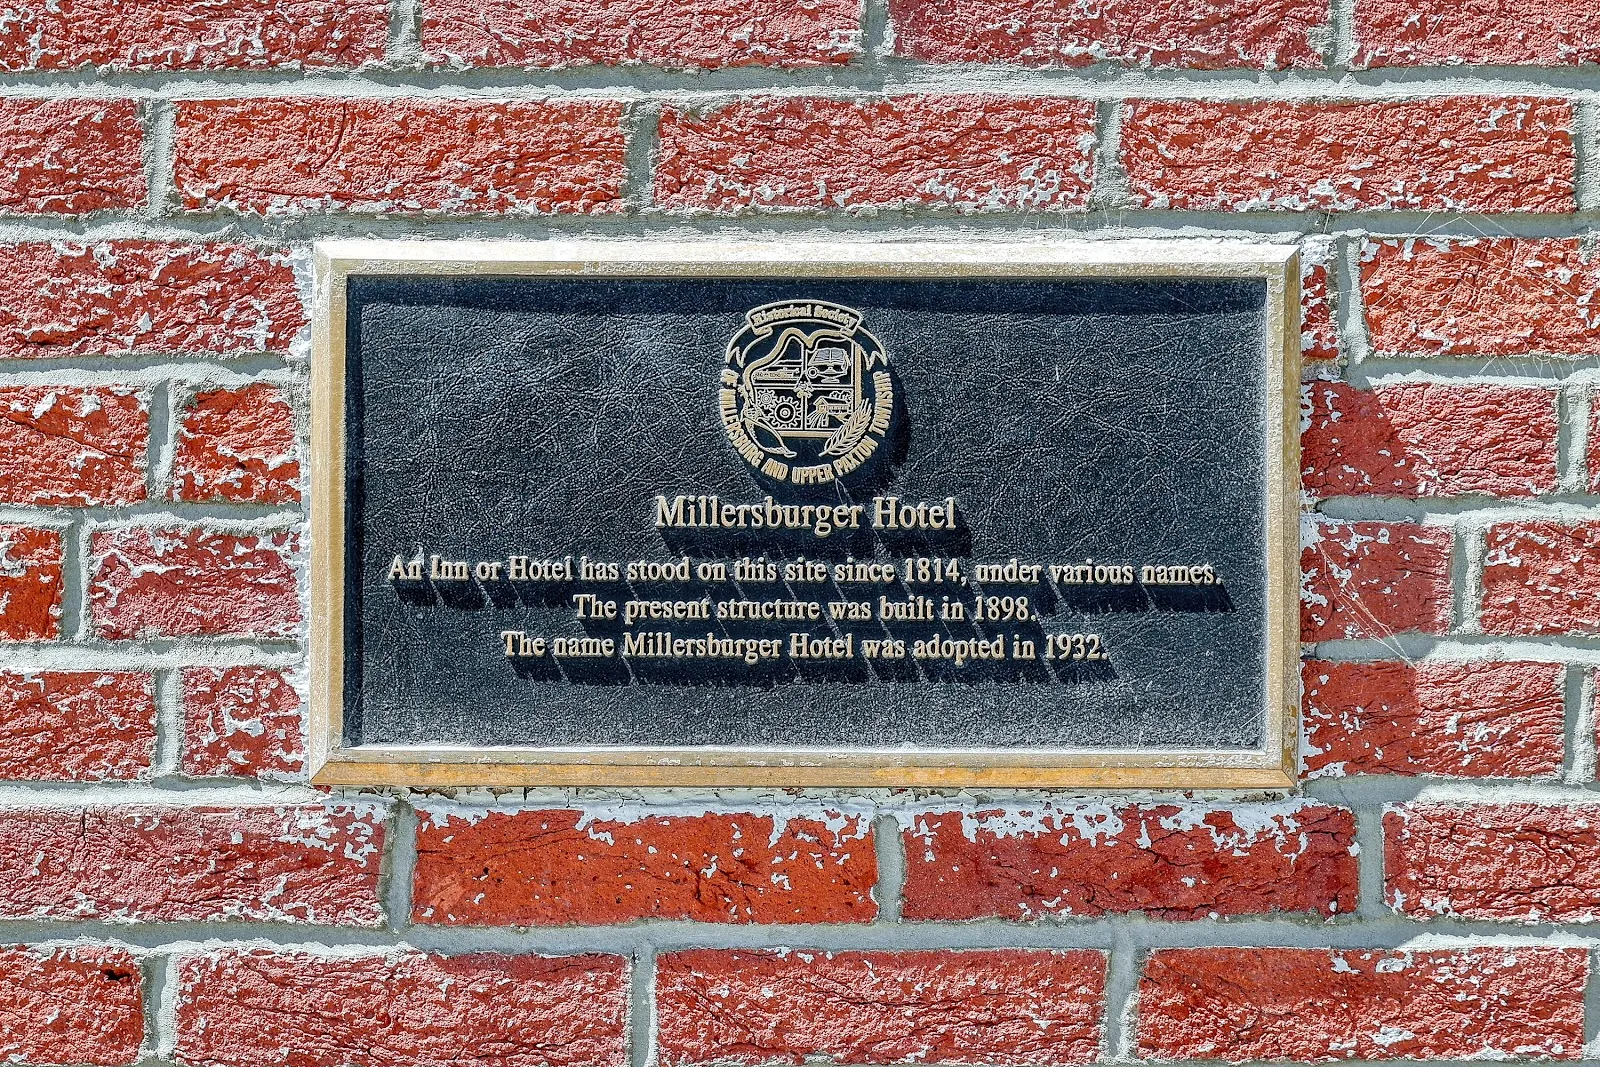 Historical Society
OF MILLERSBURG AND UPPER PAXTON TOWNSHIP
Millersburger Hotel
An Inn or Hotel has stood on this site since 1814, under various names.
The present structure was built in 1898.
The name Millersburger Hotel was adopted in 1932.